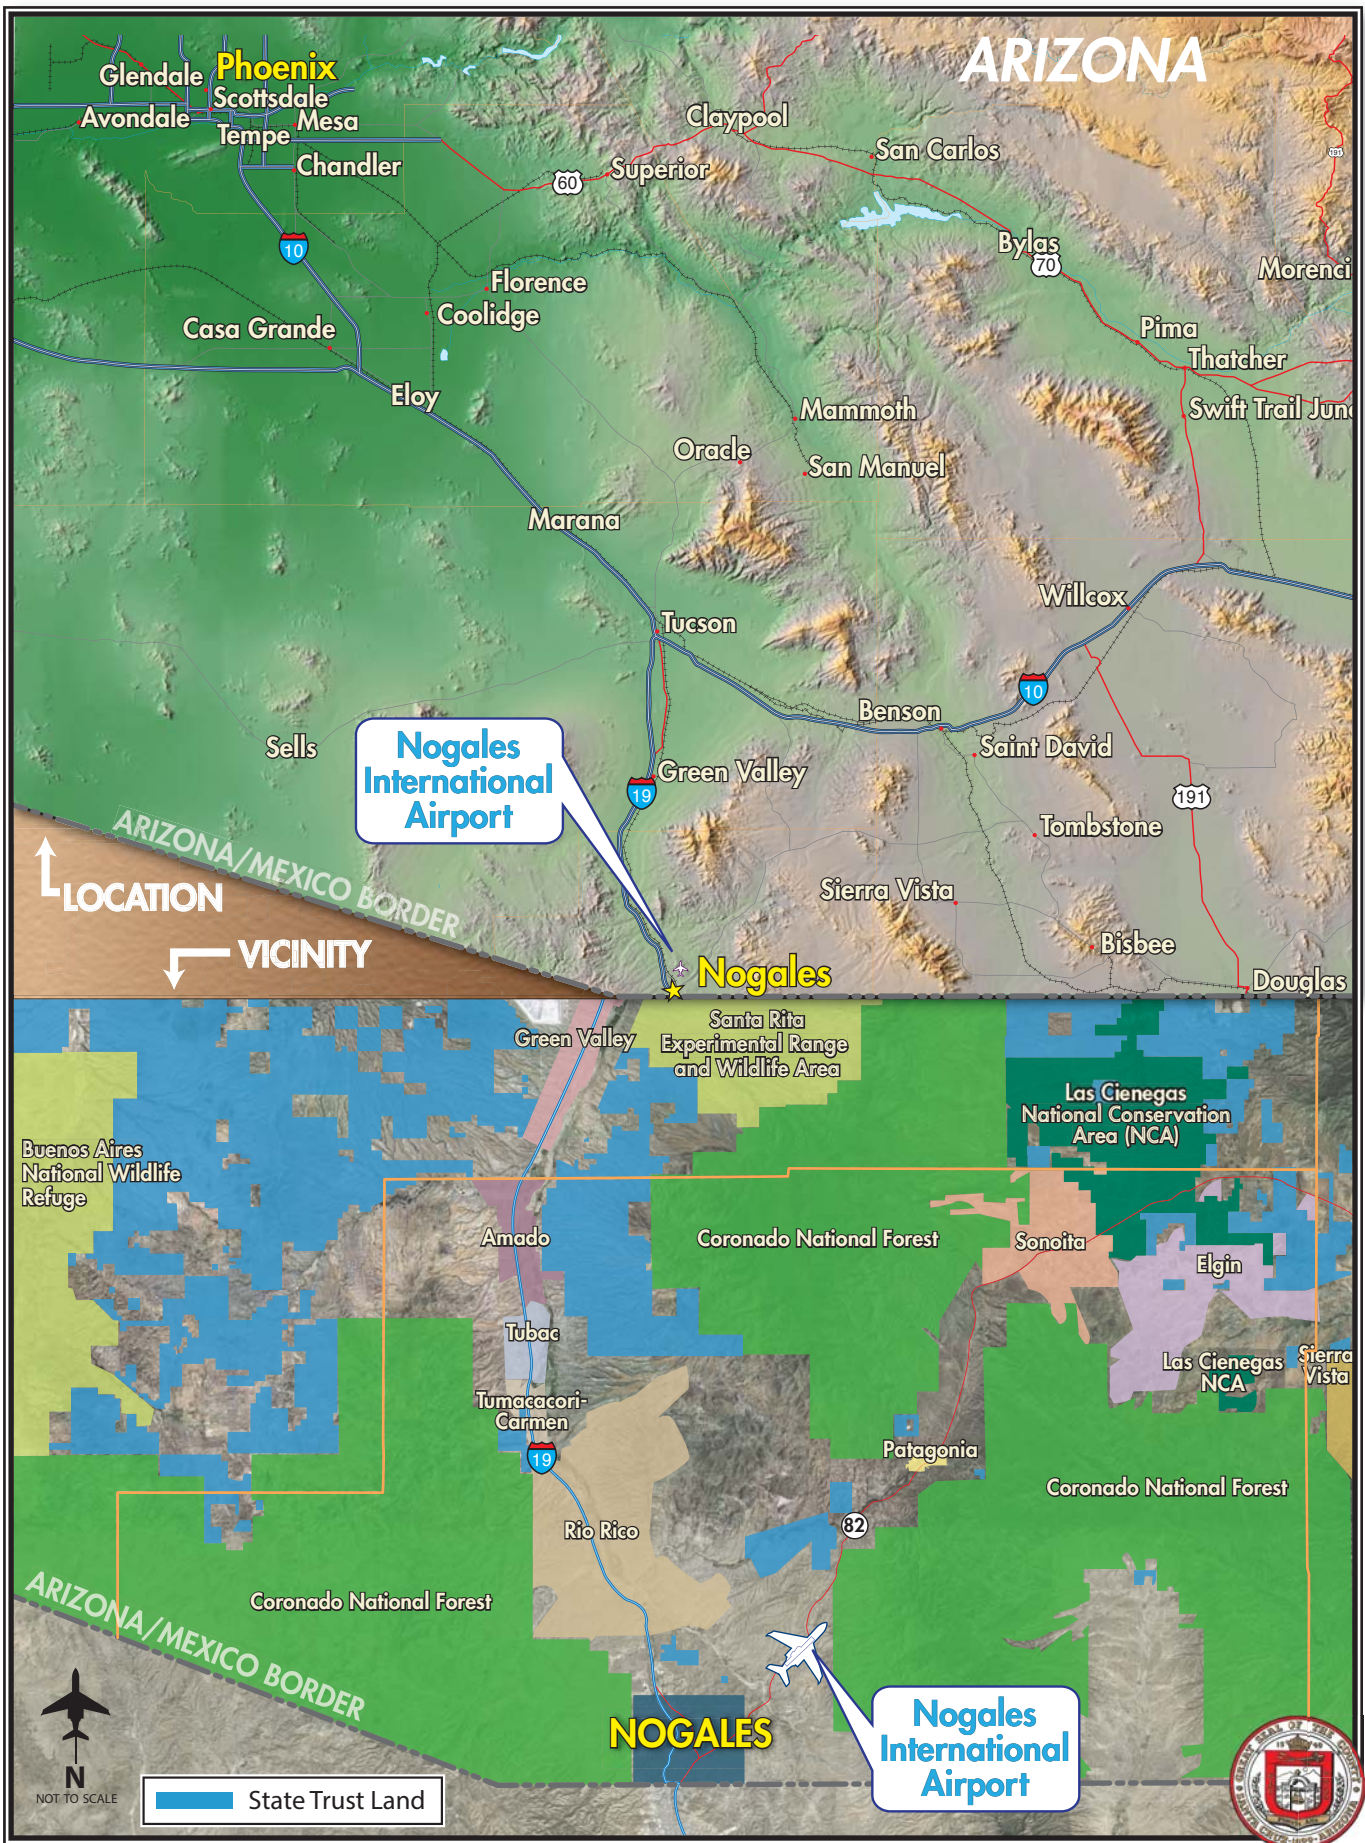 ARIZONA
Phoenix
Glendale
Scottsdale
Avondale
Mesa
Tempe
Chandler
Claypool
San Carlos
Superior
60
191
10
Bylas
70
Morenci
Florence
Coolidge
Casa Grande
Pima
Thatcher
Eloy
Swift Trail Junc
Mammoth
Oracle
San Manuel
Marana
Willcox
Tucson
10
Benson
Sells
Nogales
International
Airport
Saint David
Green Valley
19
191
Tombstone
ARIZONA/MEXICO BORDER
LOCATION
Sierra Vista
VICINITY
Bisbee
Nogales
Douglas
Green Valley
Santa Rita
Experimental Range
and Wildlife Area
Las Cienegas
National Conservation
Area (NCA)
Buenos Aires
National Wildlife
Refuge
Amado
Coronado National Forest
Sonoita
Elgin
Tubac
Las Cienegas
NCA
Sierra
Vista
Tumacacori-
Carmen
19
Patagonia
Coronado National Forest
82
Rio Rico
Coronado National Forest
ARIZONA/MEXICO BORDER
NOGALES
Nogales
International
Airport
N
NOT TO SCALE
State Trust Land
GREAT SEAL OF THE COUNTY